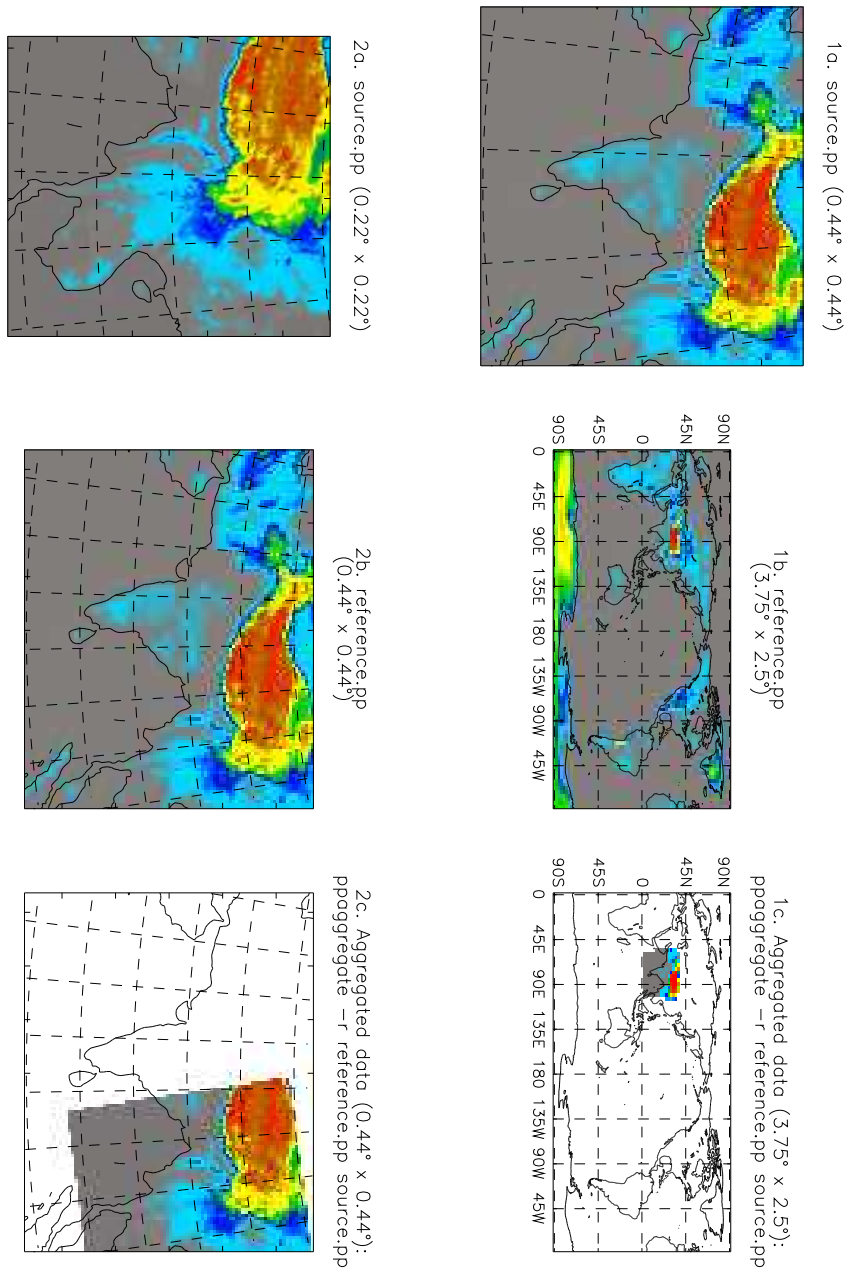 1a. source.pp (0.44° x 0.44°)
1b. reference.pp
(3.75° x 2.5°)
90N
45N
0
45S
90S
0 45E 90E 135E 180 135W 90W 45W
1c. Aggregated data (3.75° x 2.5°):
ppaggregate -r reference.pp source.pp
90N
45N
0
45S
90S
0 45E 90E 135E 180 135W 90W 45W
2a. source.pp (0.22° x 0.22°)
2b. reference.pp
(0.44° x 0.44°)
2c. Aggregated data (0.44° x 0.44°):
ppaggregate -r reference.pp source.pp